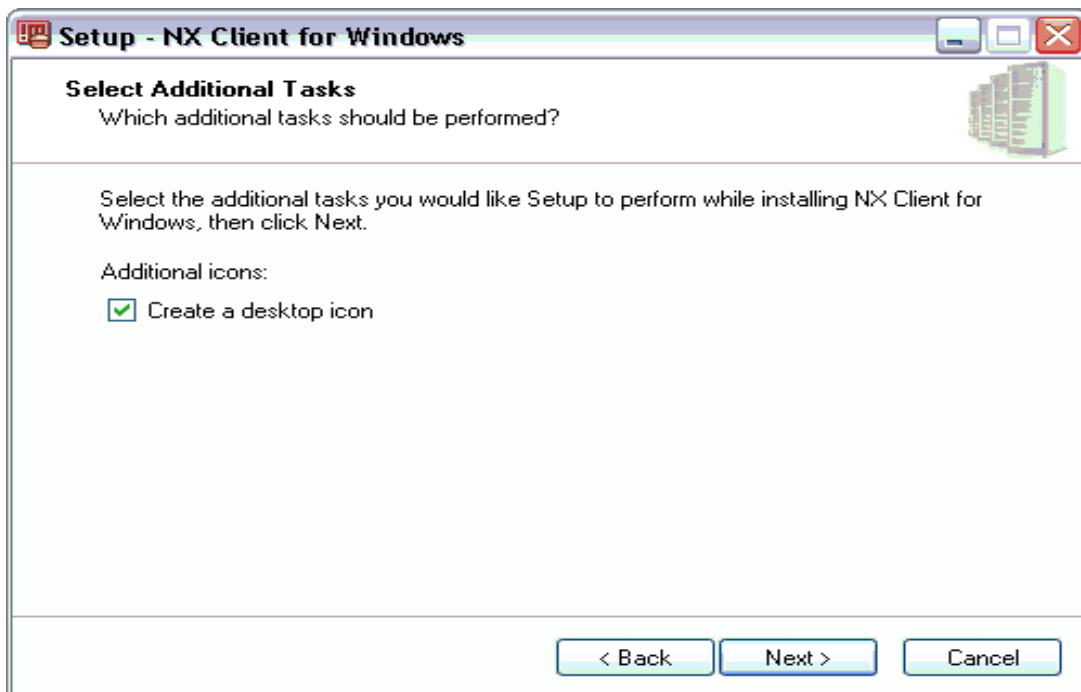 Setup - NX Client for Windows
Select Additional Tasks
Which additional tasks should be performed?
Select the additional tasks you would like Setup to perform while installing NX Client for
Windows, then click Next.
Additional icons:
Create a desktop icon
< Back Next > Cancel